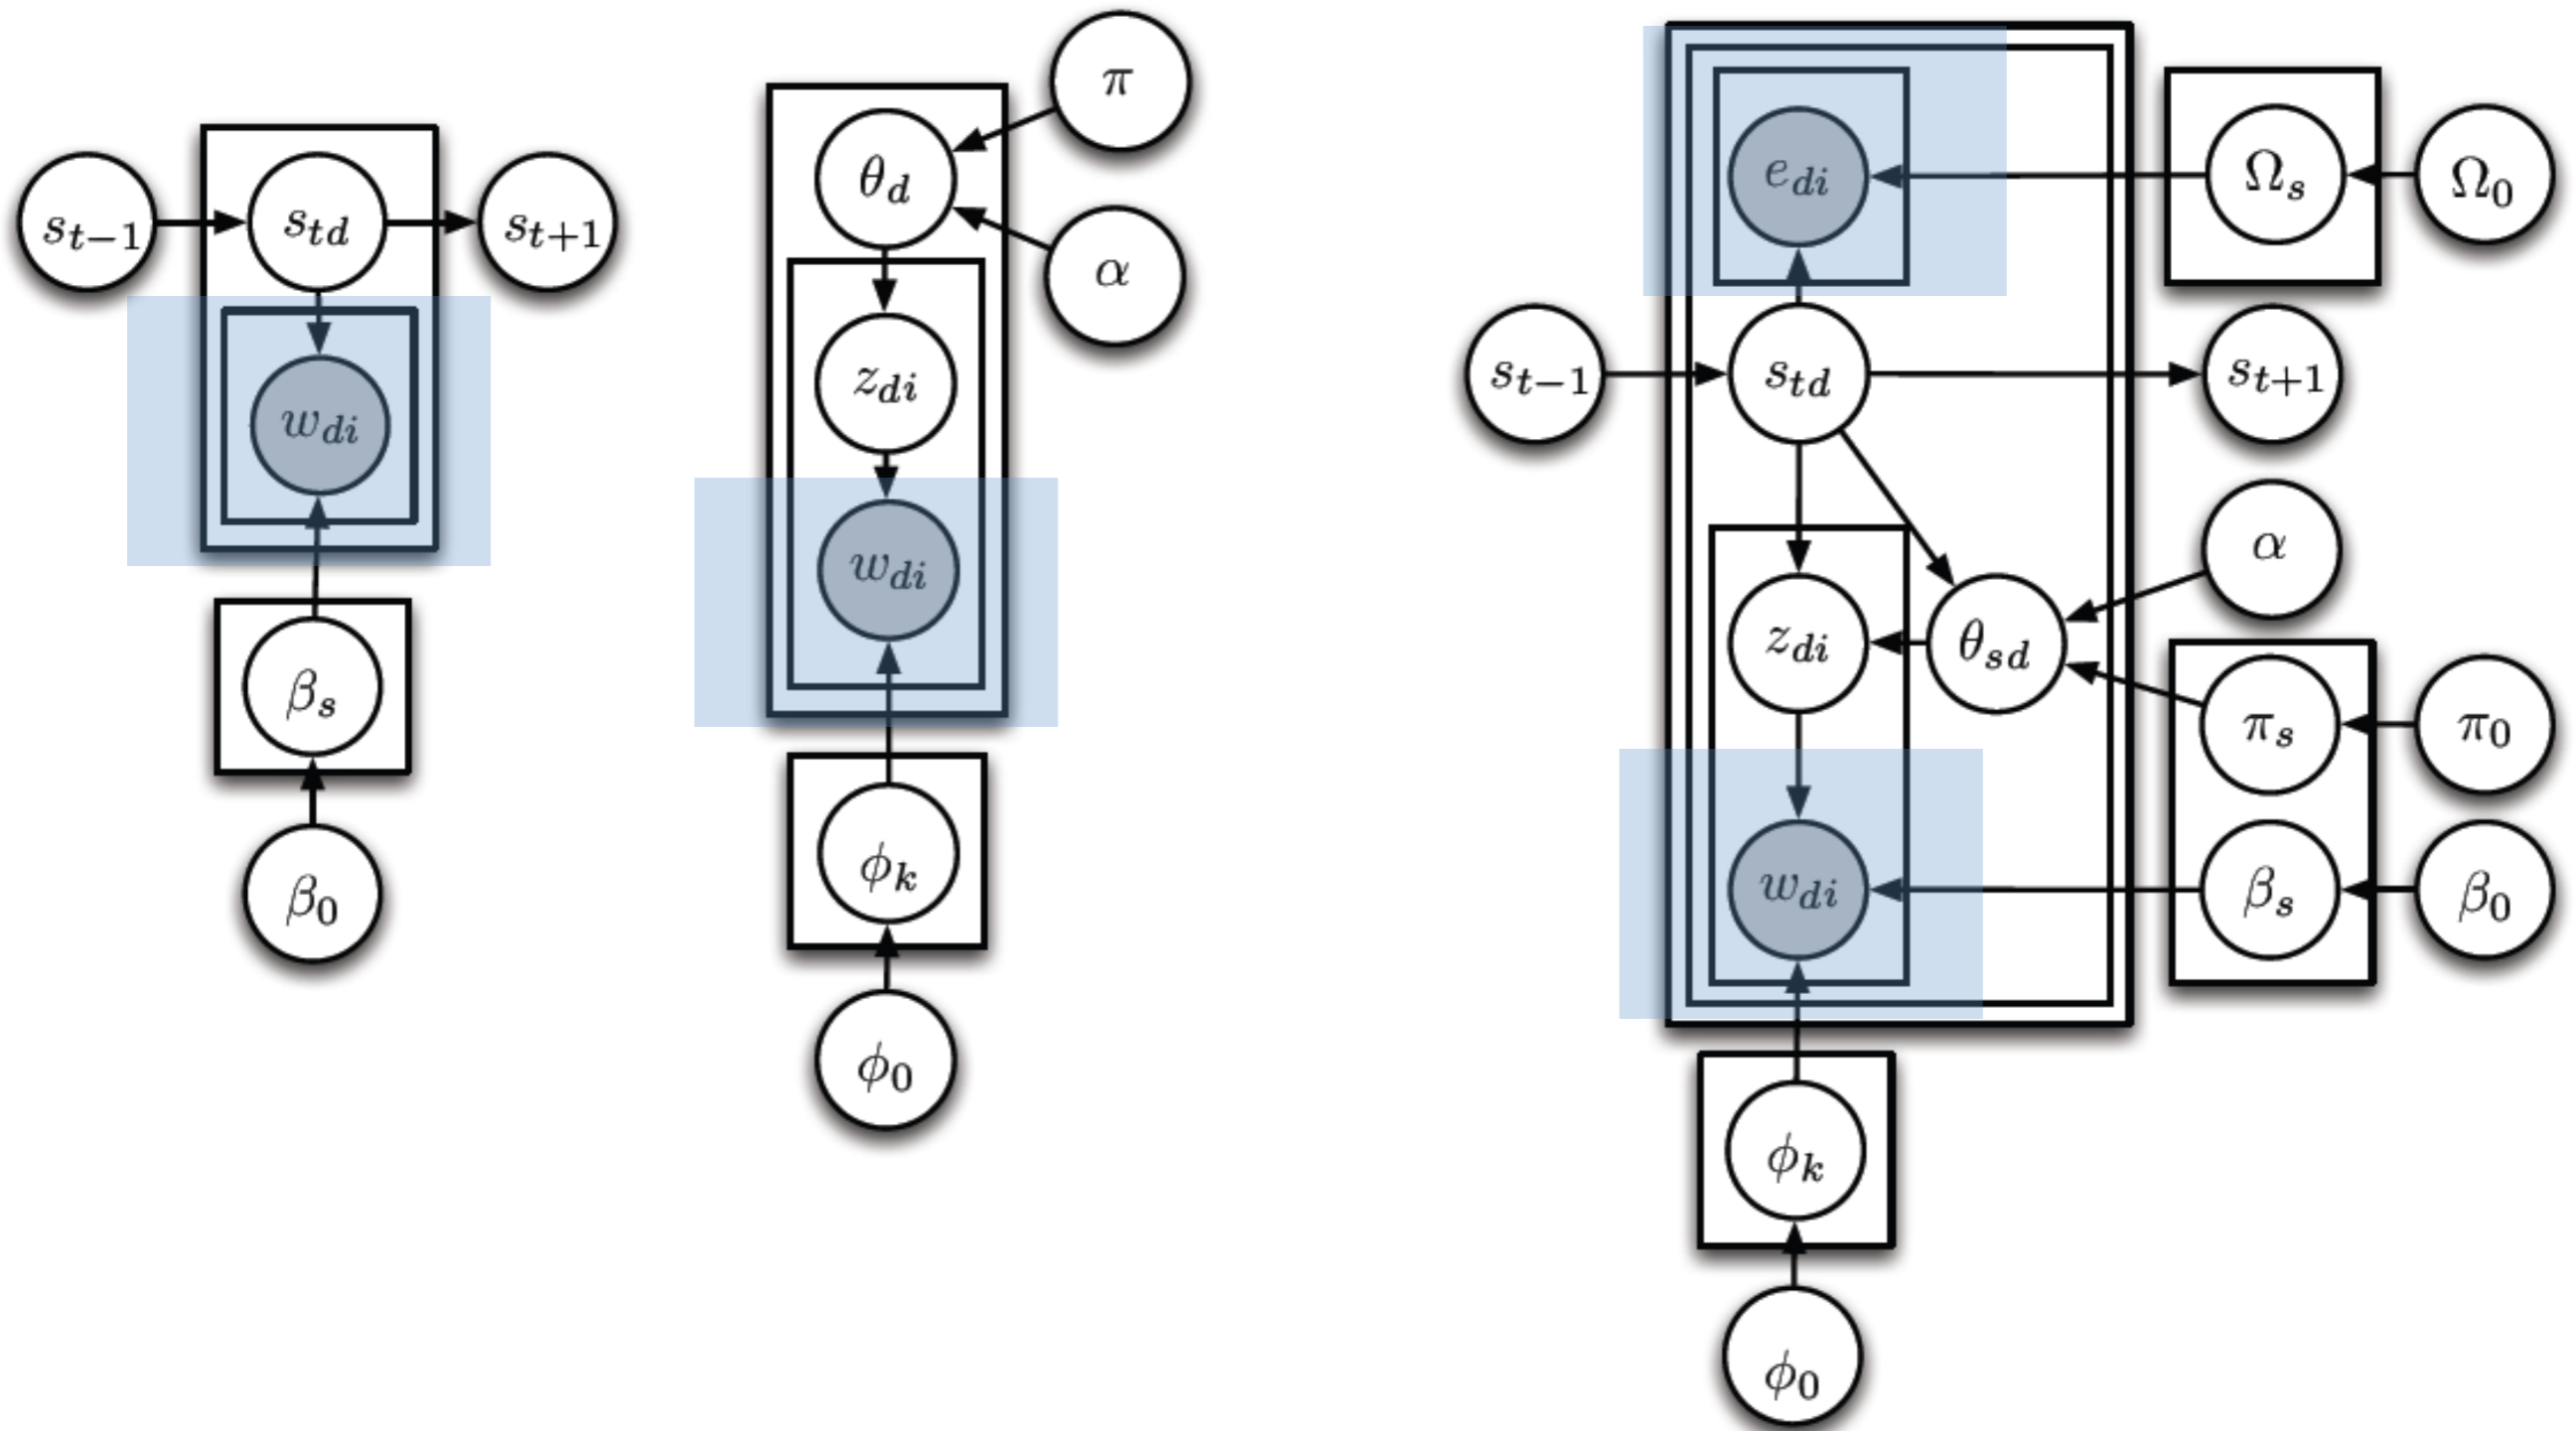 s_{t-1}
s_{td}
s_{t+1}
w_{di}
β_s
β_0
π
θ_d
α
z_{di}
w_{di}
φ_k
φ_0
e_{di}
Ω_s
Ω_0
s_{t-1}
s_{td}
s_{t+1}
α
z_{di}
θ_{sd}
π_s
π_0
w_{di}
β_s
β_0
φ_k
φ_0